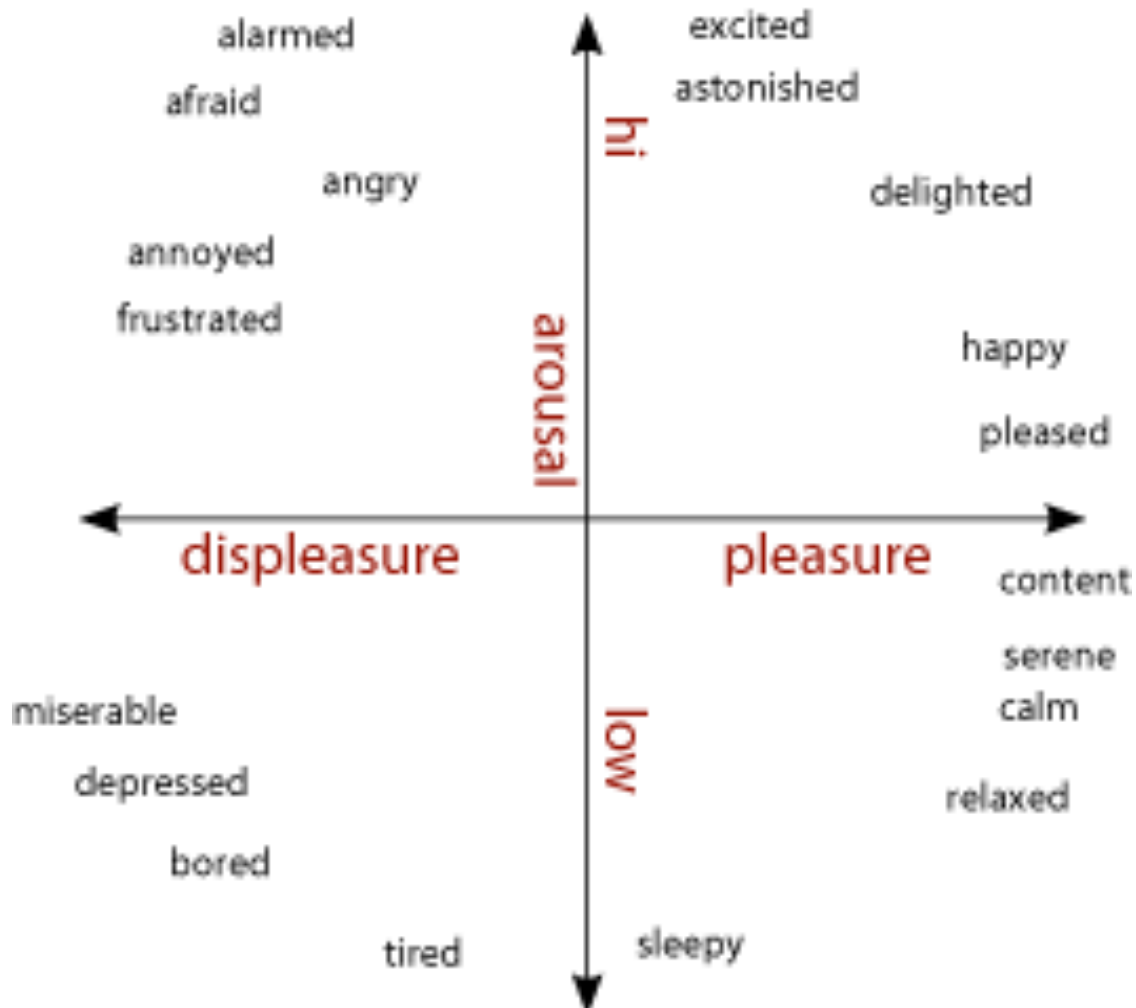 alarmed
excited
afraid
astonished
hi
angry
delighted
annoyed
frustrated
arousal
happy
pleased
displeasure
pleasure
content
serene
miserable
calm
low
depressed
relaxed
bored
tired
sleepy